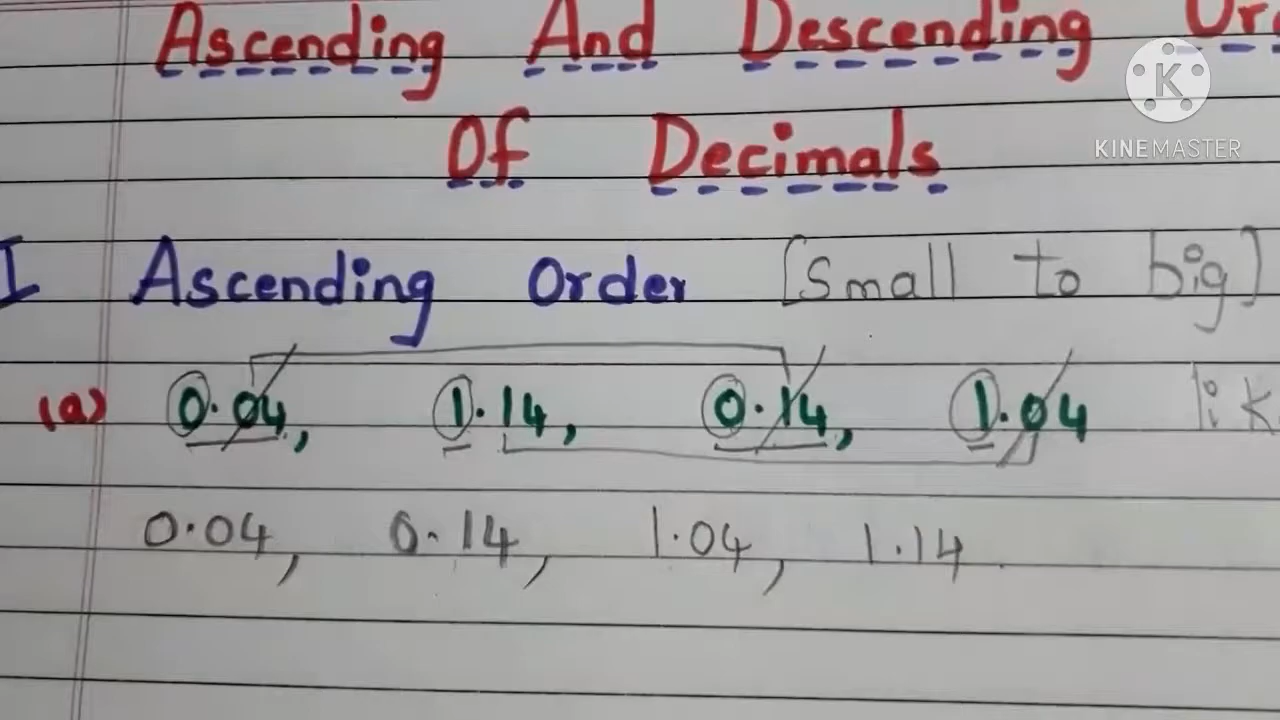 Ascending And Descending Or
Of Decimals
KINEMASTER
I Ascending Order [Small to big]
(a) 0.04, 1.14, 0.14, 1.04
0.04, 0.14, 1.04, 1.14.